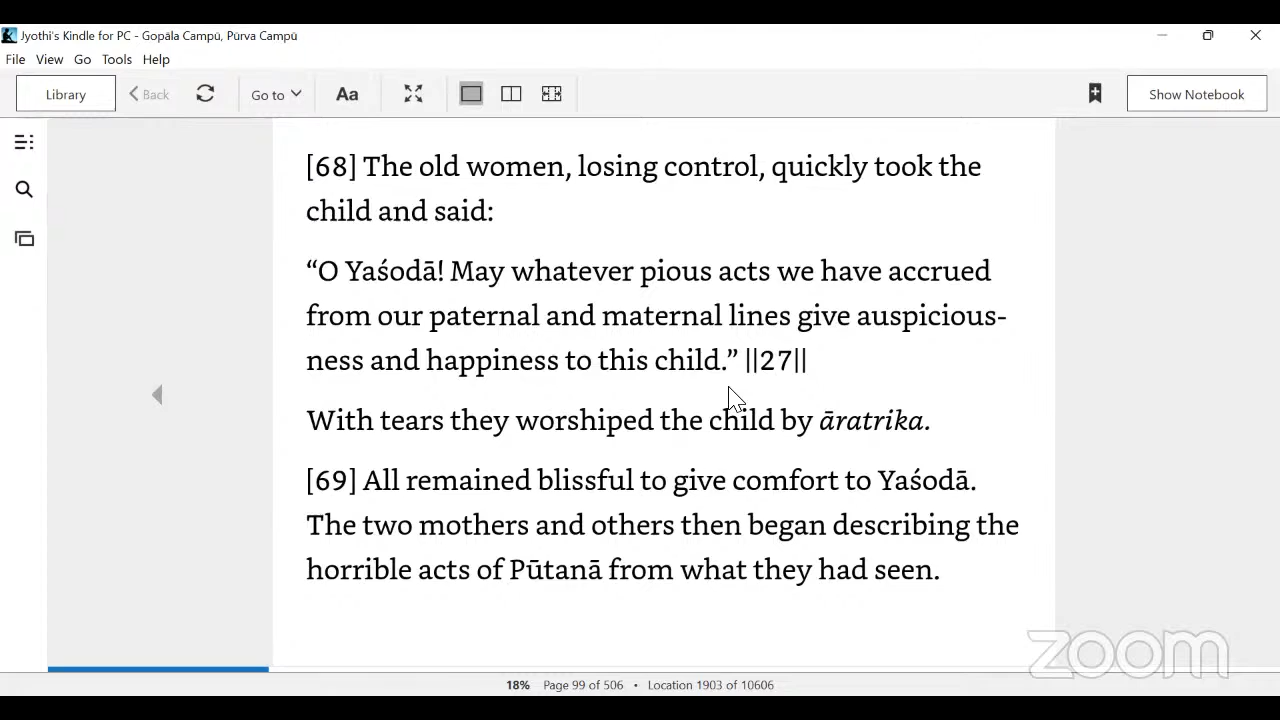 Jyothi's Kindle for PC - Gopāla Campū, Pūrva Campū
File View Go Tools Help
Library Back Go to Aa Show Notebook
[68] The old women, losing control, quickly took the
child and said:
“O Yaśodā! May whatever pious acts we have accrued
from our paternal and maternal lines give auspicious-
ness and happiness to this child.” ||27||
With tears they worshiped the child by āratrika.
[69] All remained blissful to give comfort to Yaśodā.
The two mothers and others then began describing the
horrible acts of Pūtanā from what they had seen.
zoom
18% Page 99 of 506 • Location 1903 of 10606